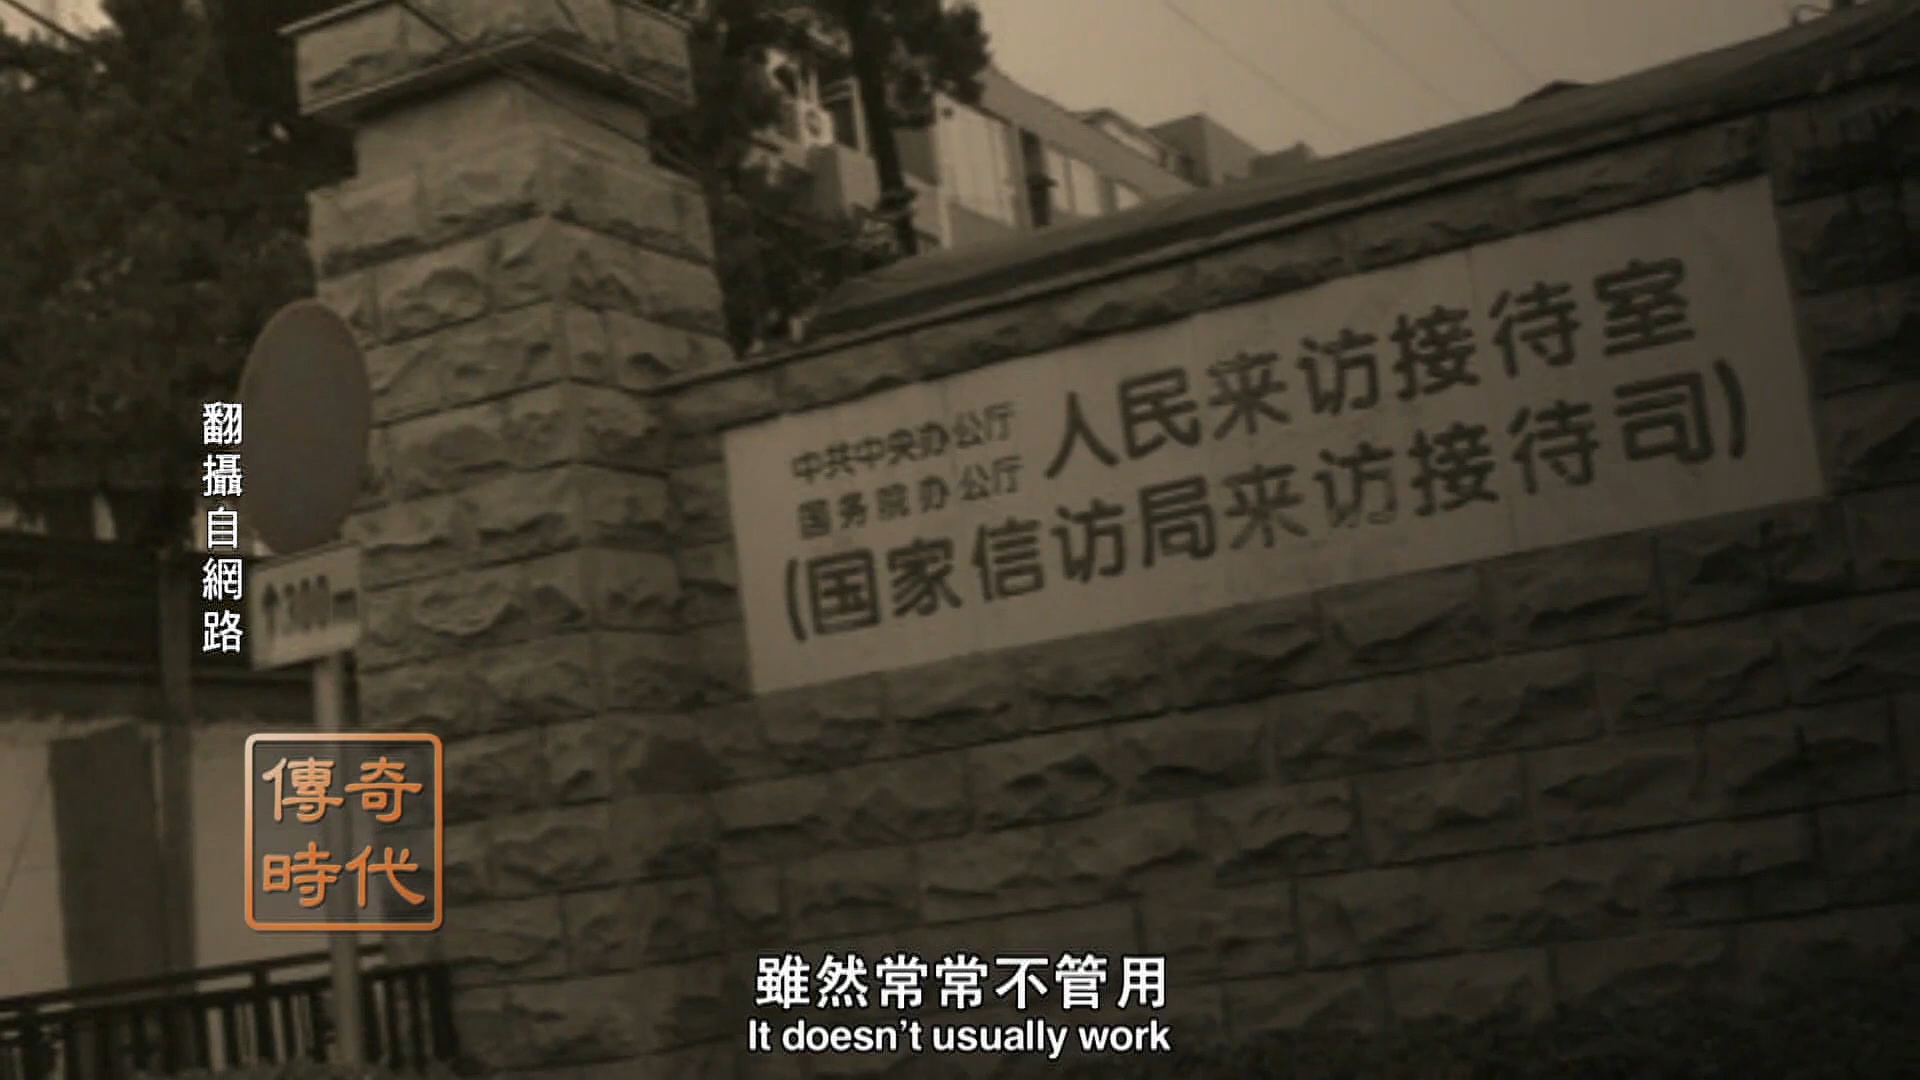 中共中央办公厅
国务院办公厅
人民来访接待室
(国家信访局来访接待司)
翻攝自網路
傳奇
時代
雖然常常不管用
It doesn't usually work